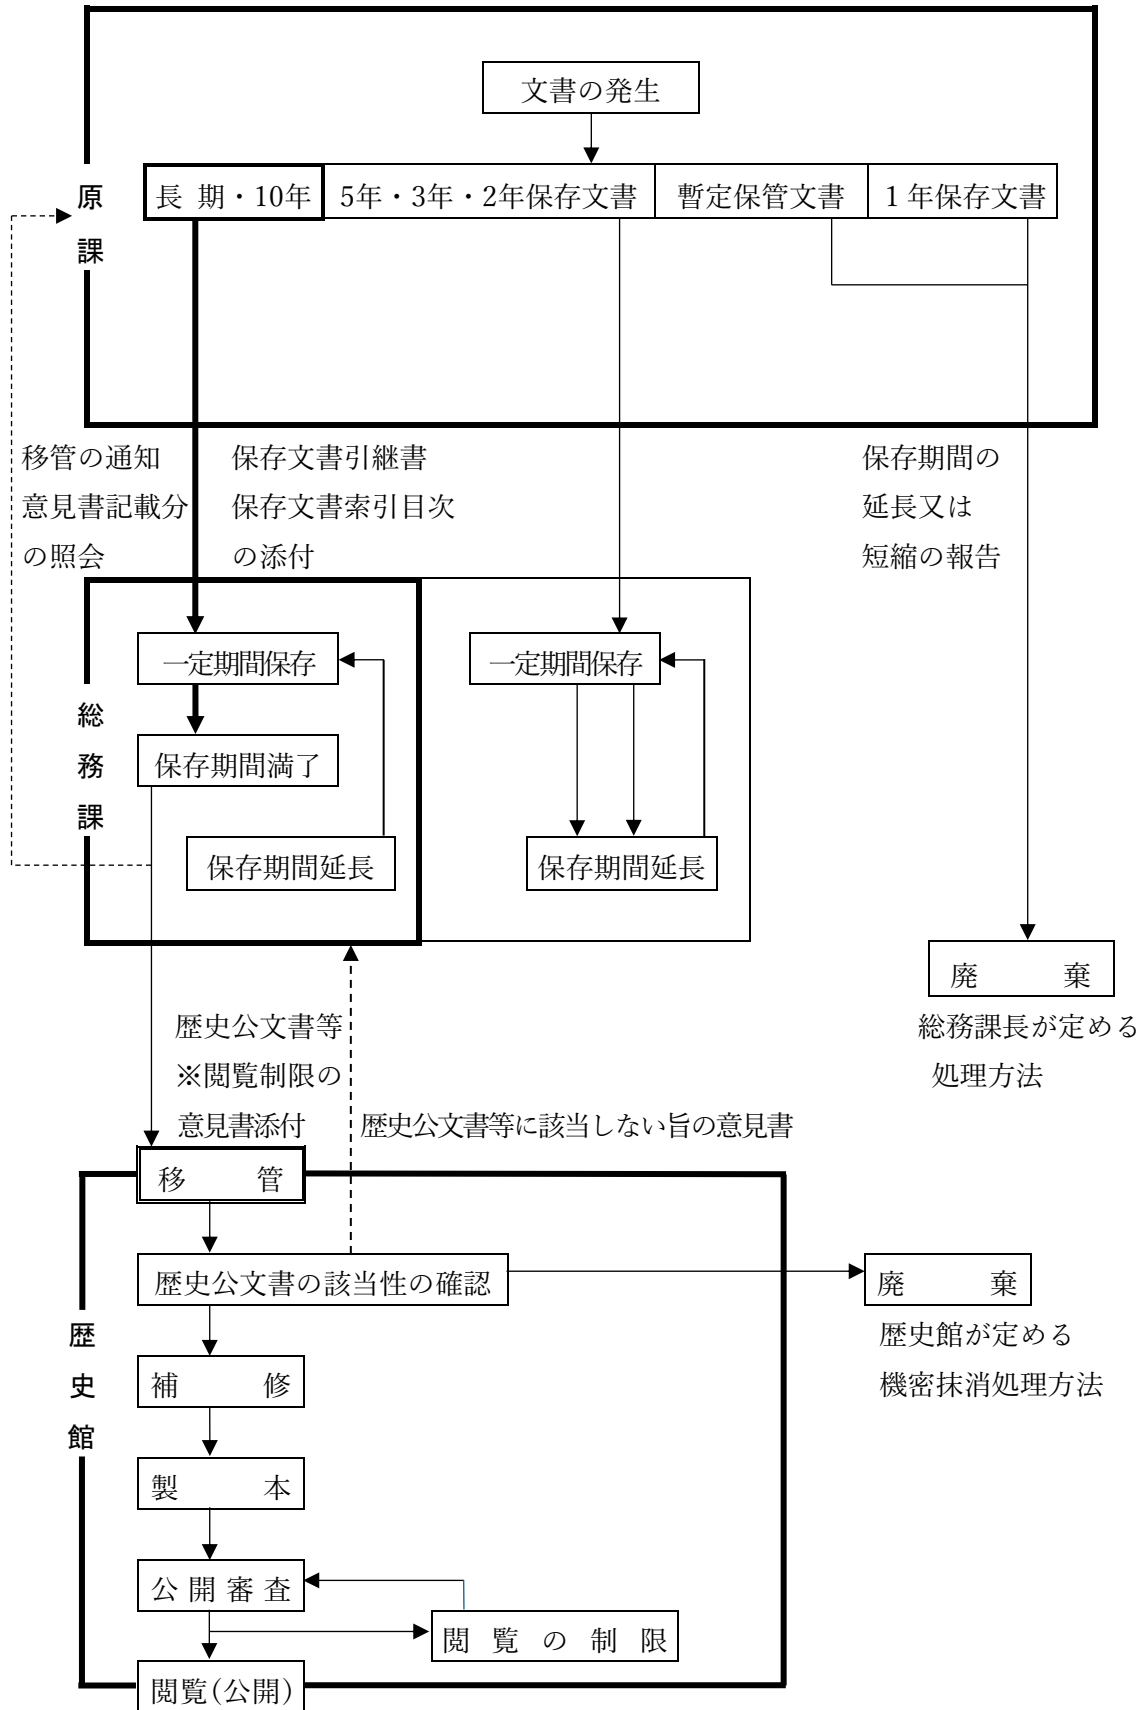 文書の発生
原課
長期・10年
5年・3年・2年保存文書
暫定保管文書
1年保存文書
移管の通知
意見書記載分
の照会
保存文書引継書
保存文書索引目次
の添付
保存期間の
延長又は
短縮の報告
総務課
一定期間保存
一定期間保存
保存期間満了
保存期間延長
保存期間延長
廃棄
総務課長が定める
処理方法
歴史公文書等
※閲覧制限の
意見書添付
歴史公文書等に該当しない旨の意見書
歴史館
移管
歴史公文書の該当性の確認
廃棄
歴史館が定める
機密抹消処理方法
補修
製本
公開審査
閲覧の制限
閲覧(公開)